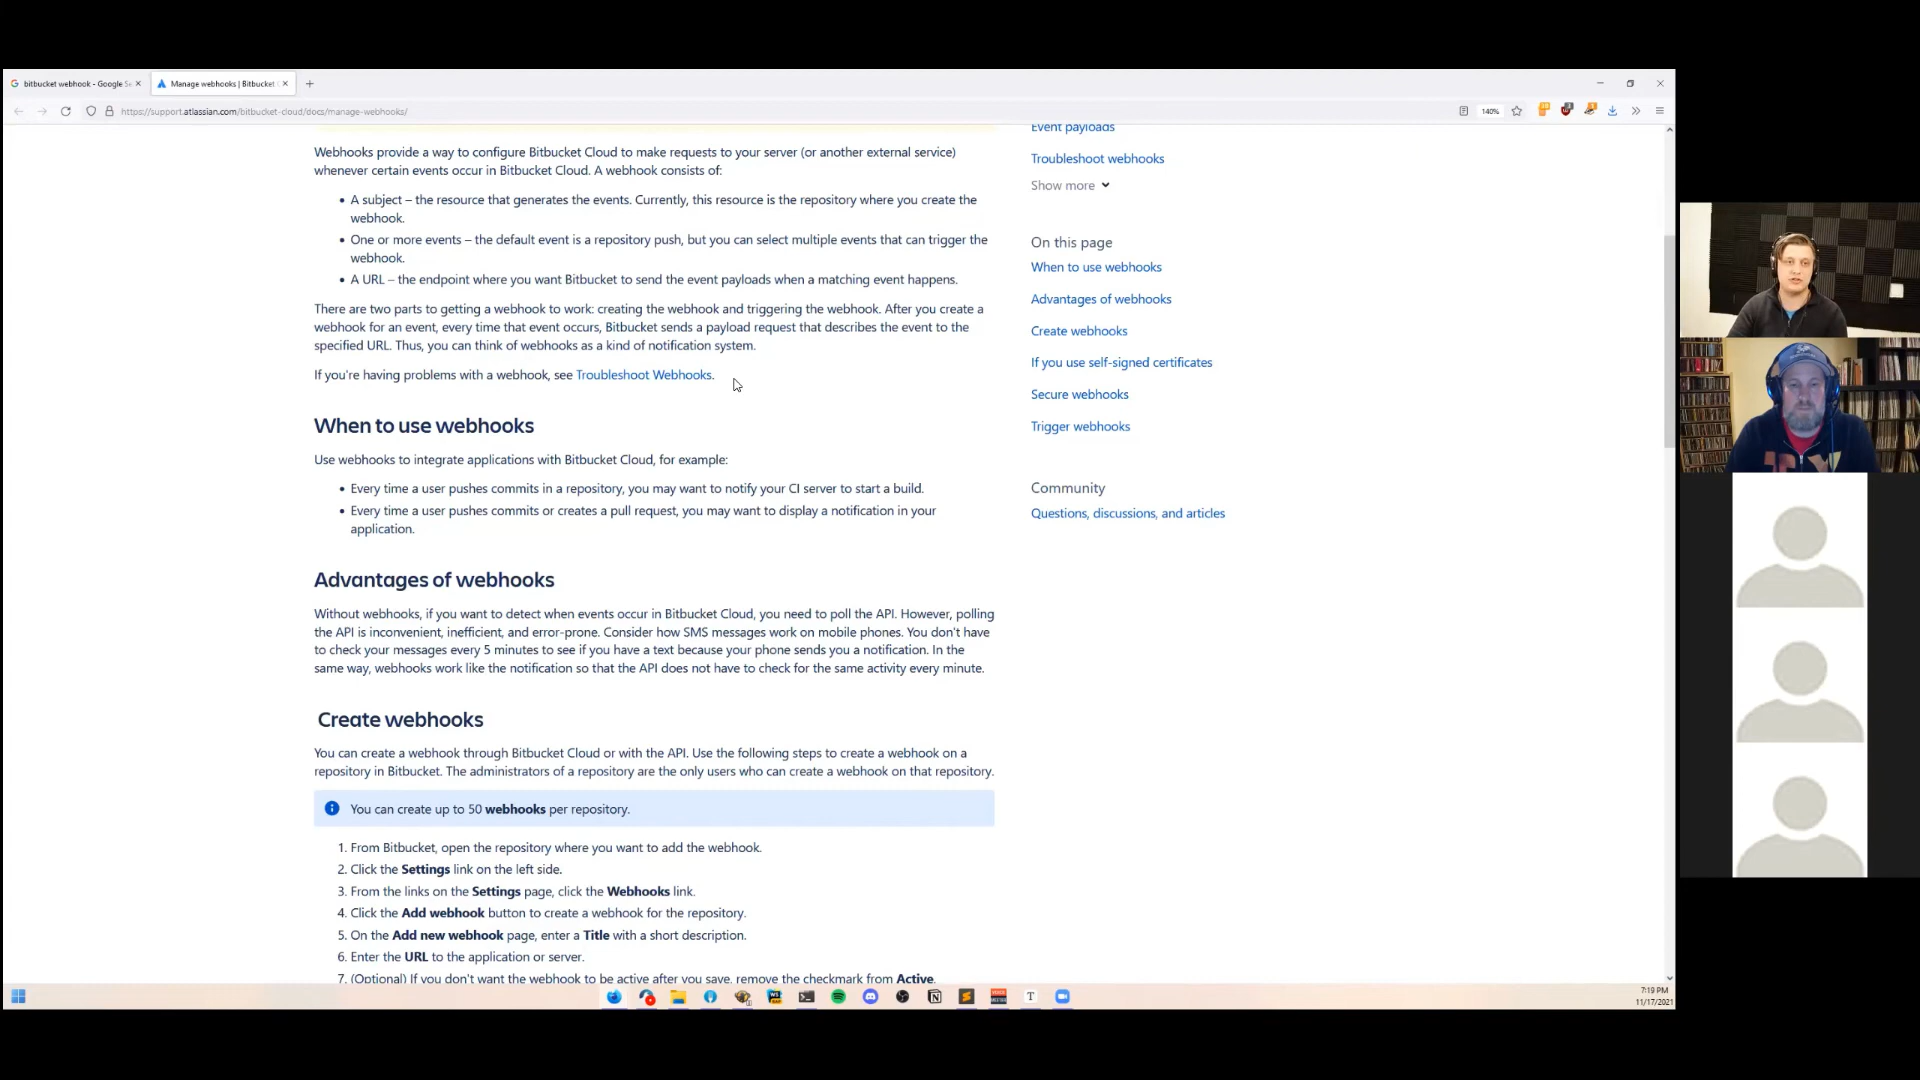 bitbucket webhook - Google Se
Manage webhooks | Bitbucket C
https://support.atlassian.com/bitbucket-cloud/docs/manage-webhooks/
140%
Webhooks provide a way to configure Bitbucket Cloud to make requests to your server (or another external service)
whenever certain events occur in Bitbucket Cloud. A webhook consists of:
• A subject – the resource that generates the events. Currently, this resource is the repository where you create the
webhook.
• One or more events – the default event is a repository push, but you can select multiple events that can trigger the
webhook.
• A URL – the endpoint where you want Bitbucket to send the event payloads when a matching event happens.
There are two parts to getting a webhook to work: creating the webhook and triggering the webhook. After you create a
webhook for an event, every time that event occurs, Bitbucket sends a payload request that describes the event to the
specified URL. Thus, you can think of webhooks as a kind of notification system.
If you're having problems with a webhook, see Troubleshoot Webhooks.
When to use webhooks
Use webhooks to integrate applications with Bitbucket Cloud, for example:
• Every time a user pushes commits in a repository, you may want to notify your CI server to start a build.
• Every time a user pushes commits or creates a pull request, you may want to display a notification in your
application.
Advantages of webhooks
Without webhooks, if you want to detect when events occur in Bitbucket Cloud, you need to poll the API. However, polling
the API is inconvenient, inefficient, and error-prone. Consider how SMS messages work on mobile phones. You don't have
to check your messages every 5 minutes to see if you have a text because your phone sends you a notification. In the
same way, webhooks work like the notification so that the API does not have to check for the same activity every minute.
Create webhooks
You can create a webhook through Bitbucket Cloud or with the API. Use the following steps to create a webhook on a
repository in Bitbucket. The administrators of a repository are the only users who can create a webhook on that repository.
You can create up to 50 webhooks per repository.
1. From Bitbucket, open the repository where you want to add the webhook.
2. Click the Settings link on the left side.
3. From the links on the Settings page, click the Webhooks link.
4. Click the Add webhook button to create a webhook for the repository.
5. On the Add new webhook page, enter a Title with a short description.
6. Enter the URL to the application or server.
7. (Optional) If you don't want the webhook to be active after you save, remove the checkmark from Active.
Event payloads
Troubleshoot webhooks
Show more
On this page
When to use webhooks
Advantages of webhooks
Create webhooks
If you use self-signed certificates
Secure webhooks
Trigger webhooks
Community
Questions, discussions, and articles
7:19 PM
11/17/2021